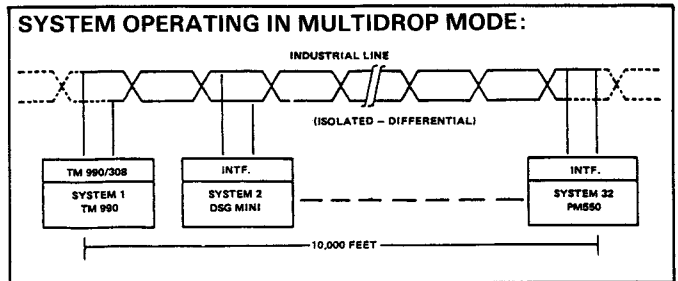 SYSTEM OPERATING IN MULTIDROP MODE:
INDUSTRIAL LINE
(ISOLATED – DIFFERENTIAL)
TM 990/308
SYSTEM 1
TM 990
INTF.
SYSTEM 2
DSG MINI
INTF.
SYSTEM 32
PM550
10,000 FEET